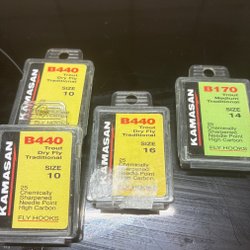 KAMASAN
B440
Trout
Dry Fly
Traditional
SIZE
10
KAMASAN
B170
Trout
Medium
Traditional
SIZE
14
25
Chemically
Sharpened
Needle Point
High Carbon
FLY HOOKS
KAMASAN
B440
Trout
Dry Fly
Traditional
SIZE
10
25
Chemically
Sharpened
Needle Point
High Carbon
FLY HOOKS
KAMASAN
B440
Trout
Dry Fly
Traditional
SIZE
16
25
Chemically
Sharpened
Needle Point
High Carbon
FLY HOOKS